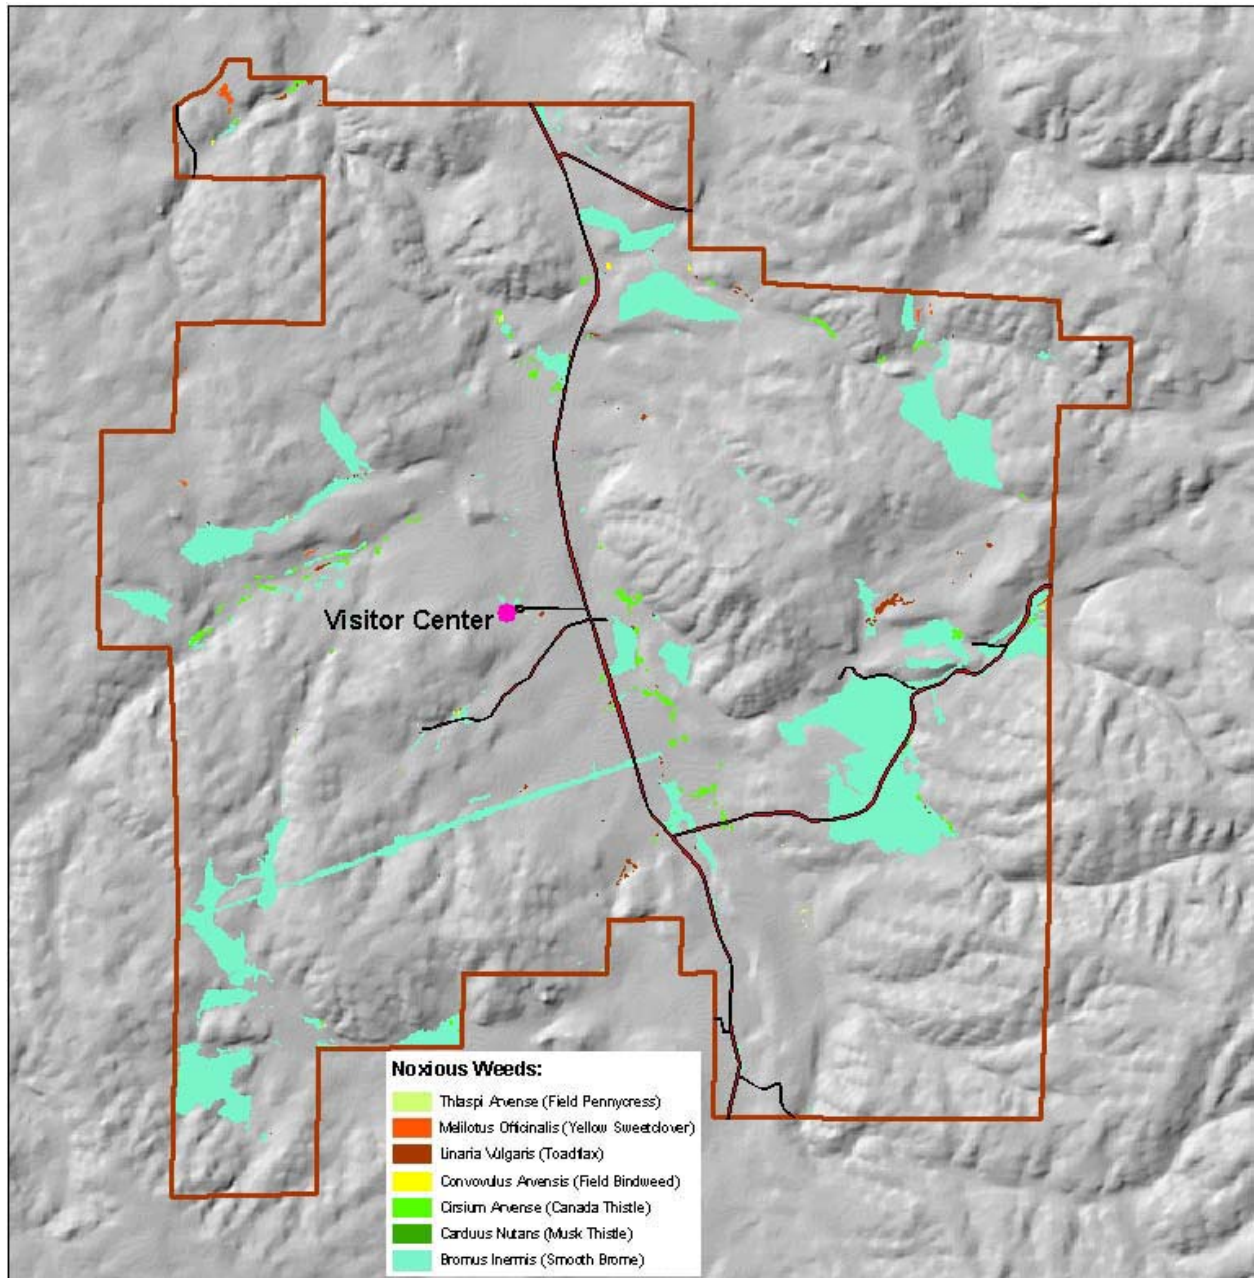 Visitor Center
Noxious Weeds:
Thlaspi Arvense (Field Pennycress)
Melilotus Officinalis (Yellow Sweetclover)
Linaria Vulgaris (Toadflax)
Convovulus Arvensis (Field Bindweed)
Cirsium Arvense (Canada Thistle)
Carduus Nutans (Musk Thistle)
Bromus Inermis (Smooth Brome)